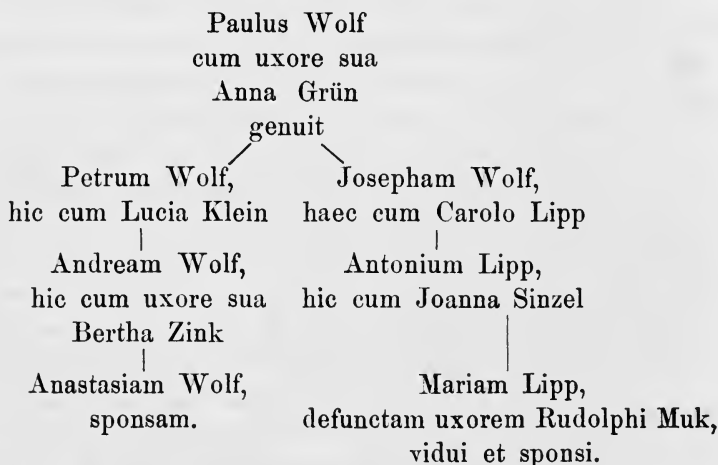 Paulus Wolf
cum uxore sua
Anna Grün
genuit
Petrum Wolf,
hic cum Lucia Klein
Andream Wolf,
hic cum uxore sua
Bertha Zink
Anastasiam Wolf,
sponsam.
Josepham Wolf,
haec cum Carolo Lipp
Antonium Lipp,
hic cum Joanna Sinzel
Mariam Lipp,
defunctam uxorem Rudolphi Muk,
vidui et sponsi.